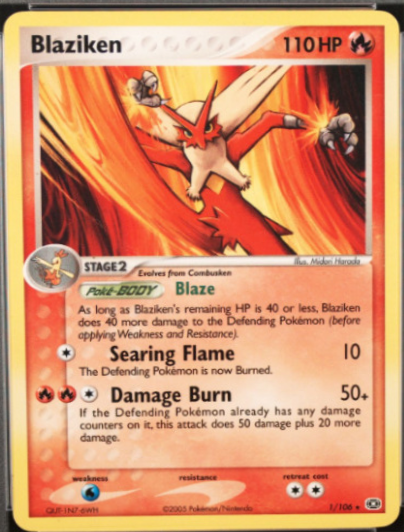 Blaziken 110 HP
Illus. Midori Harada
STAGE 2 Evolves from Combusken
Poké-BODY Blaze
As long as Blaziken's remaining HP is 40 or less, Blaziken
does 40 more damage to the Defending Pokémon (before
applying Weakness and Resistance).
Searing Flame 10
The Defending Pokémon is now Burned.
Damage Burn 50+
If the Defending Pokémon already has any damage
counters on it, this attack does 50 damage plus 20 more
damage.
weakness resistance retreat cost
©2005 Pokémon/Nintendo 1/106